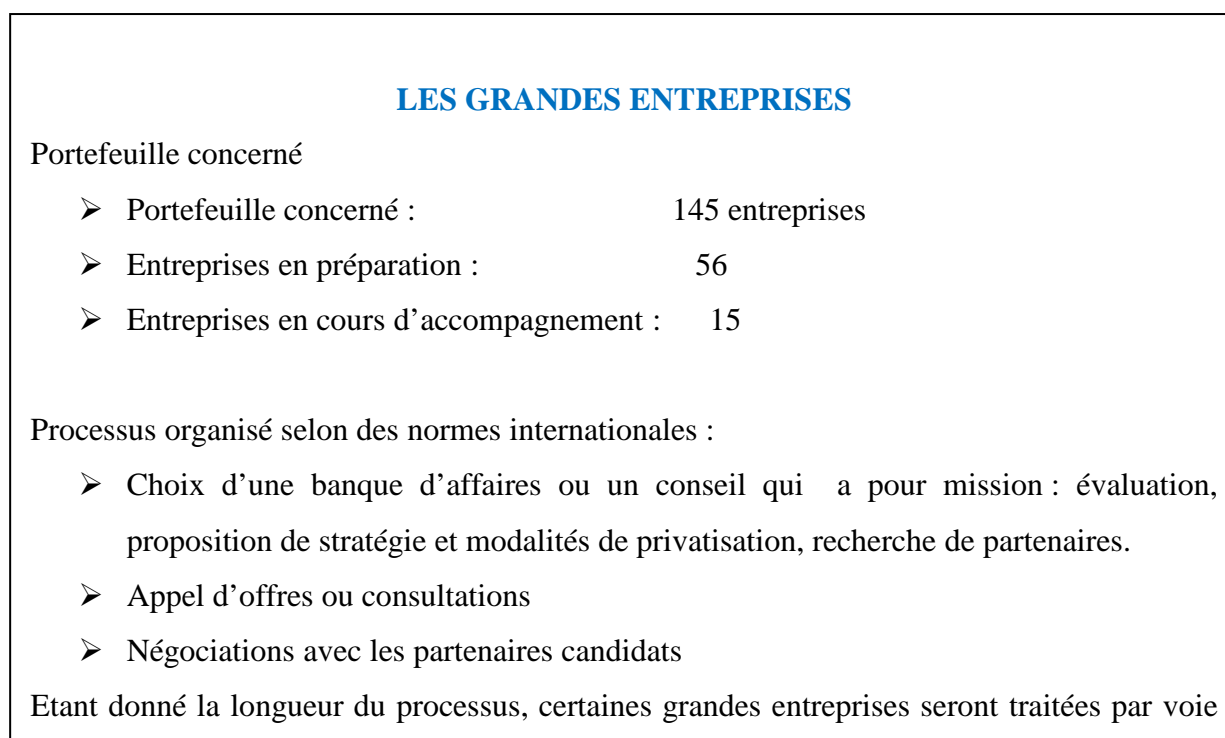 LES GRANDES ENTREPRISES
Portefeuille concerné
➢ Portefeuille concerné : 145 entreprises
➢ Entreprises en préparation : 56
➢ Entreprises en cours d’accompagnement : 15
Processus organisé selon des normes internationales :
➢ Choix d’une banque d’affaires ou un conseil qui a pour mission : évaluation,
proposition de stratégie et modalités de privatisation, recherche de partenaires.
➢ Appel d’offres ou consultations
➢ Négociations avec les partenaires candidats
Etant donné la longueur du processus, certaines grandes entreprises seront traitées par voie